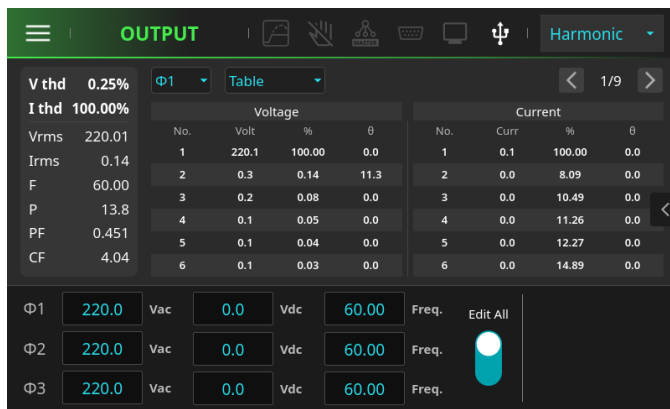 OUTPUT
MASTER
Harmonic
V thd 0.25%
I thd 100.00%
Vrms 220.01
Irms 0.14
F 60.00
P 13.8
PF 0.451
CF 4.04
Φ1 Table 1/9
Voltage Current
No. Volt % θ No. Curr % θ
1 220.1 100.00 0.0 1 0.1 100.00 0.0
2 0.3 0.14 11.3 2 0.0 8.09 0.0
3 0.2 0.08 0.0 3 0.0 10.49 0.0
4 0.1 0.05 0.0 4 0.0 11.26 0.0
5 0.1 0.04 0.0 5 0.0 12.27 0.0
6 0.1 0.03 0.0 6 0.0 14.89 0.0
Φ1 220.0 Vac 0.0 Vdc 60.00 Freq. Edit All
Φ2 220.0 Vac 0.0 Vdc 60.00 Freq.
Φ3 220.0 Vac 0.0 Vdc 60.00 Freq.